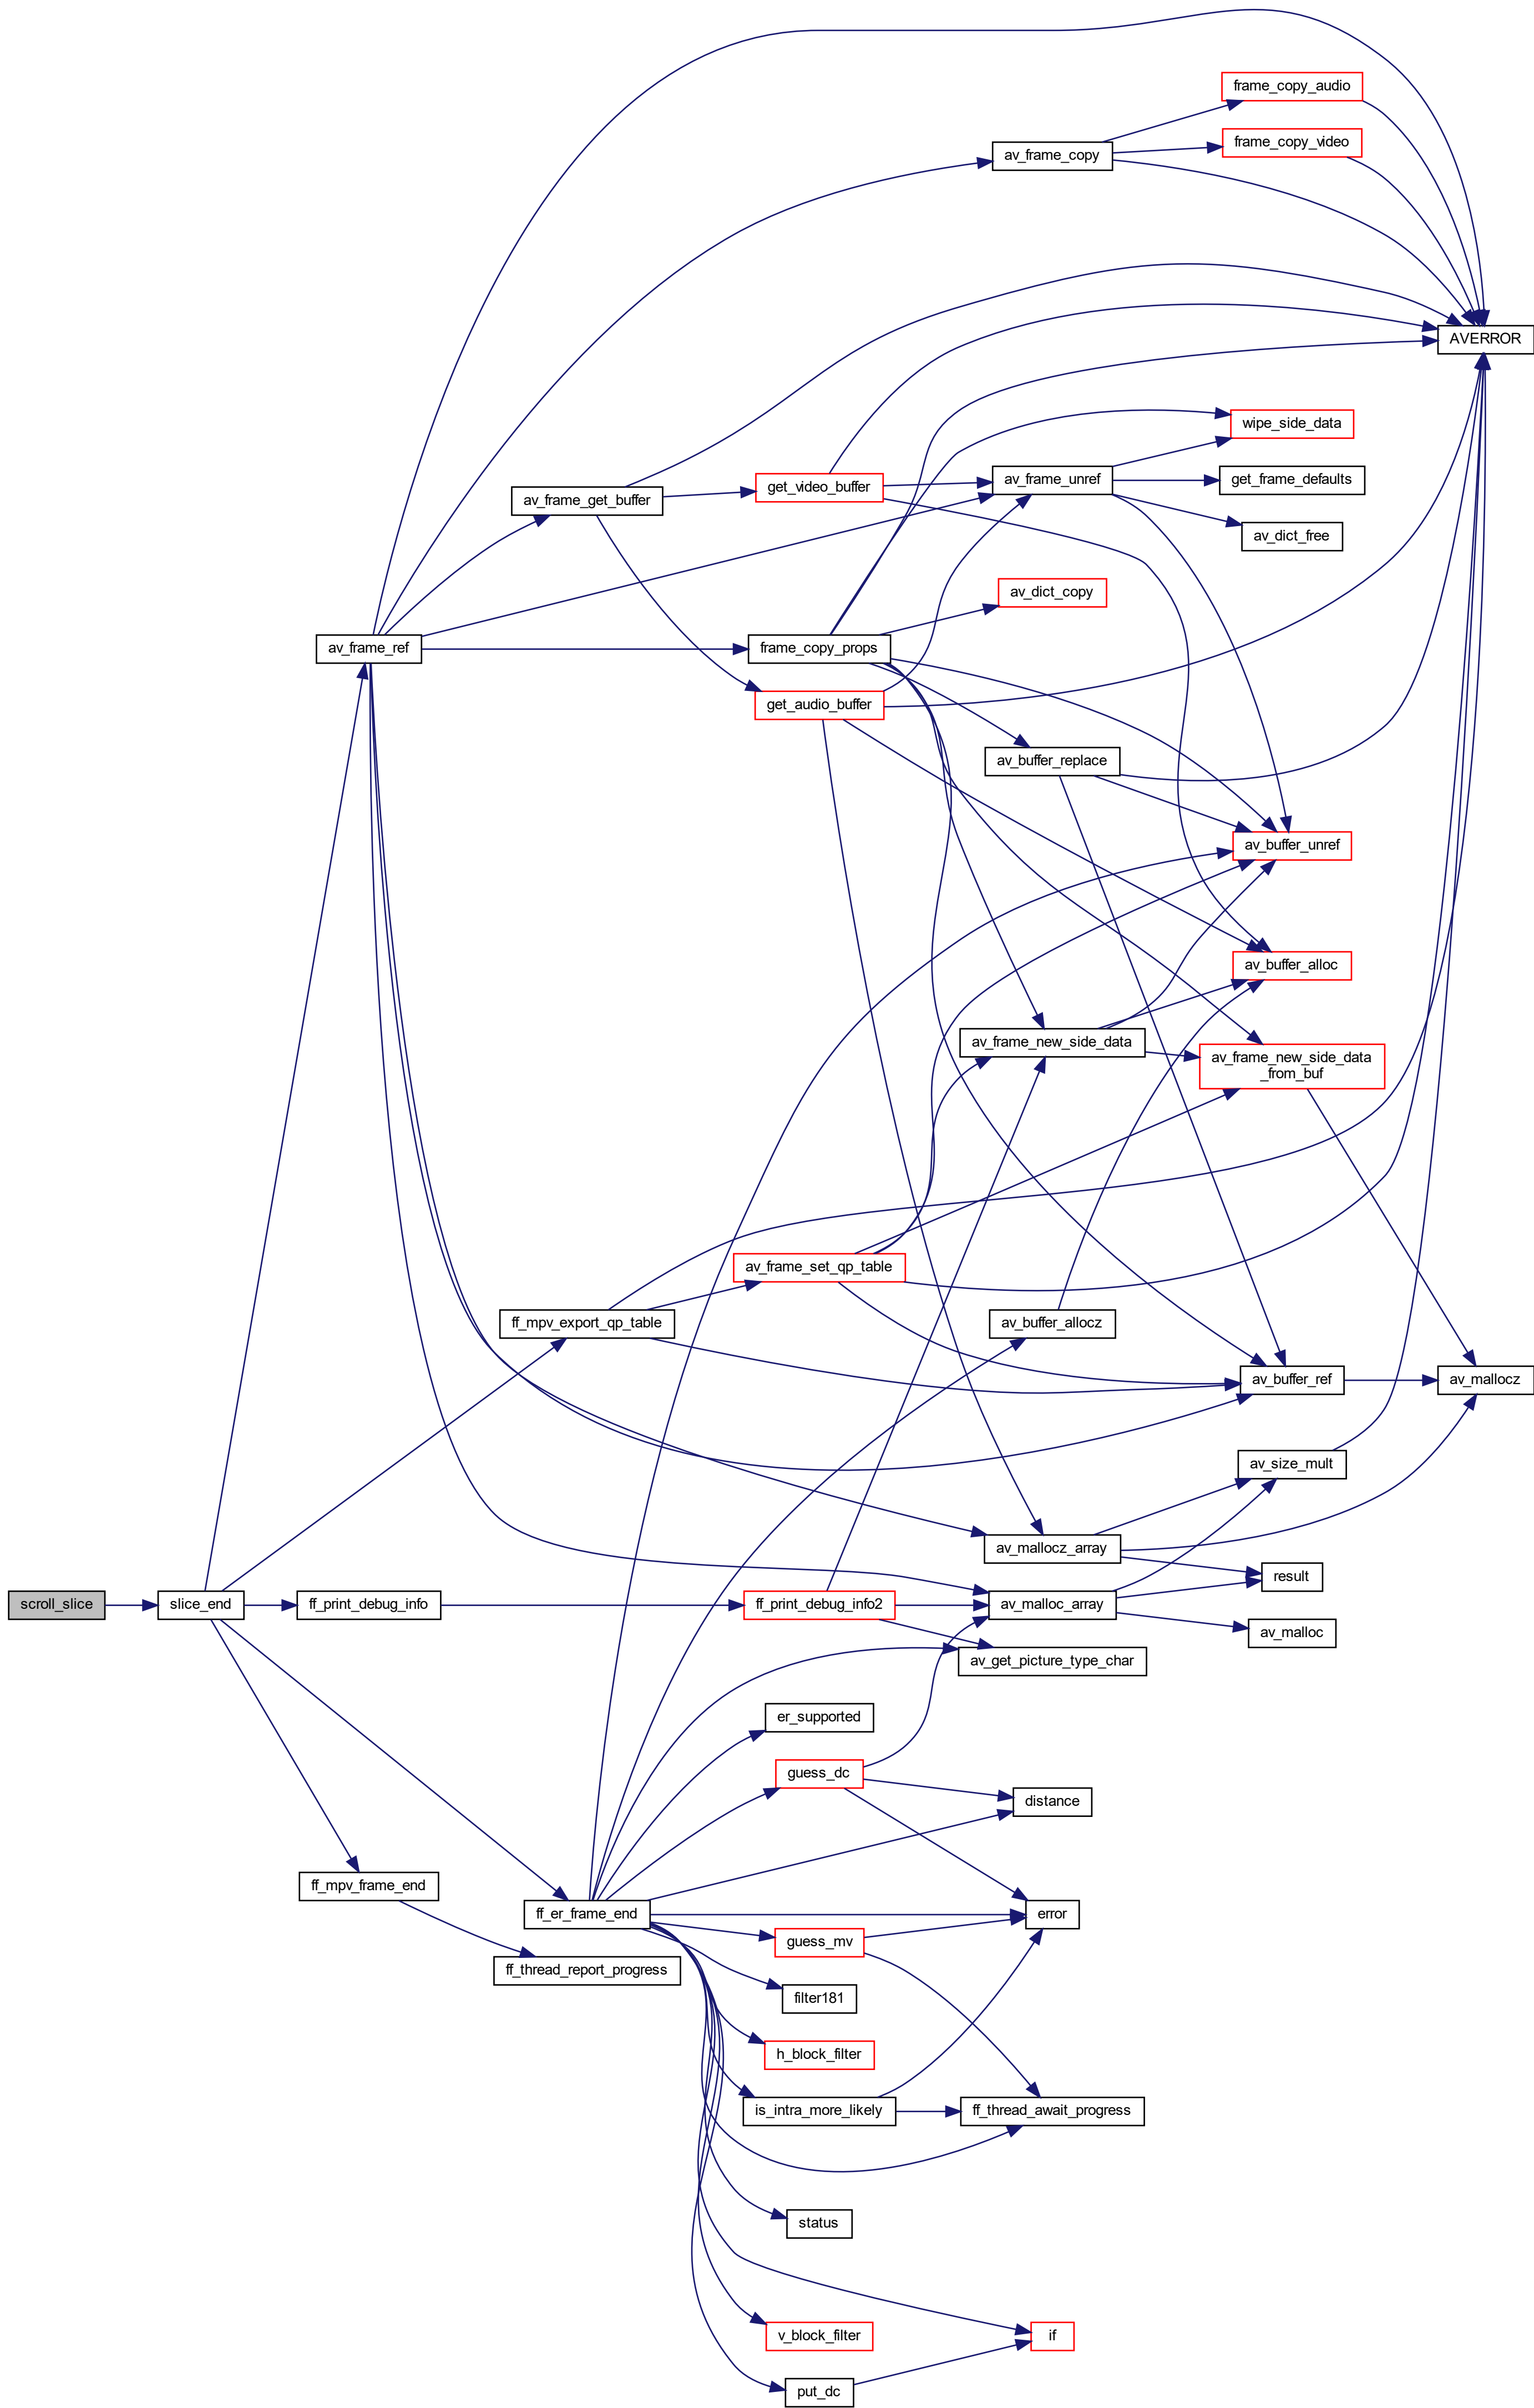 frame_copy_audio
frame_copy_video
av_frame_copy
AVERROR
wipe_side_data
get_video_buffer
av_frame_unref
get_frame_defaults
av_frame_get_buffer
av_dict_free
av_dict_copy
av_frame_ref
frame_copy_props
get_audio_buffer
av_buffer_replace
av_buffer_unref
av_buffer_alloc
av_frame_new_side_data
av_frame_new_side_data
_from_buf
av_frame_set_qp_table
ff_mpv_export_qp_table
av_buffer_allocz
av_buffer_ref
av_mallocz
av_size_mult
av_mallocz_array
result
scroll_slice
slice_end
ff_print_debug_info
ff_print_debug_info2
av_malloc_array
av_malloc
av_get_picture_type_char
er_supported
guess_dc
distance
ff_mpv_frame_end
ff_er_frame_end
error
guess_mv
ff_thread_report_progress
filter181
h_block_filter
is_intra_more_likely
ff_thread_await_progress
status
v_block_filter
if
put_dc